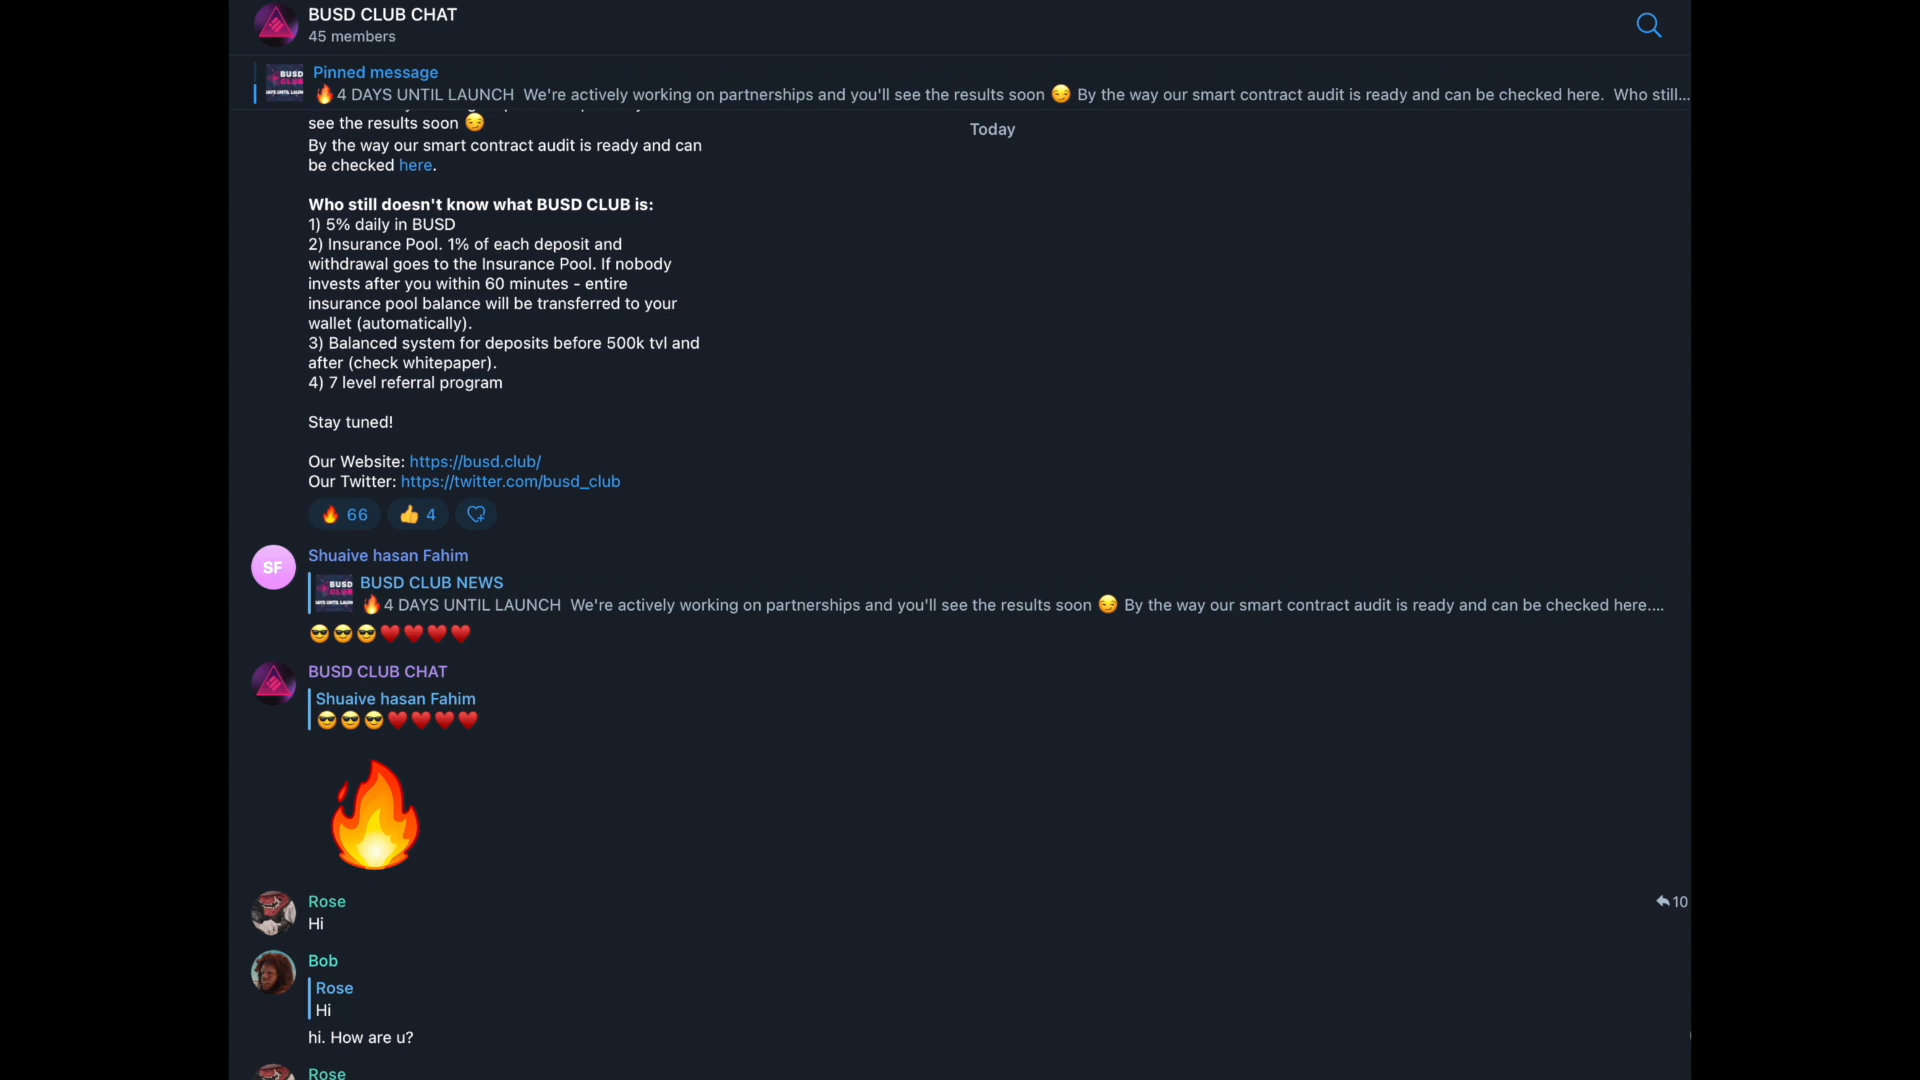 BUSD CLUB CHAT
45 members
Pinned message
🔥4 DAYS UNTIL LAUNCH  We're actively working on partnerships and you'll see the results soon 😏 By the way our smart contract audit is ready and can be checked here.  Who still...
Today
see the results soon 😏
By the way our smart contract audit is ready and can
be checked here.
Who still doesn't know what BUSD CLUB is:
1) 5% daily in BUSD
2) Insurance Pool. 1% of each deposit and
withdrawal goes to the Insurance Pool. If nobody
invests after you within 60 minutes - entire
insurance pool balance will be transferred to your
wallet (automatically).
3) Balanced system for deposits before 500k tvl and
after (check whitepaper).
4) 7 level referral program
Stay tuned!
Our Website: https://busd.club/
Our Twitter: https://twitter.com/busd_club
🔥 66 👍 4
SF
Shuaive hasan Fahim
BUSD CLUB NEWS
🔥4 DAYS UNTIL LAUNCH  We're actively working on partnerships and you'll see the results soon 😏 By the way our smart contract audit is ready and can be checked here....
😎😎😎♥️♥️♥️♥️
BUSD CLUB CHAT
Shuaive hasan Fahim
😎😎😎♥️♥️♥️♥️
🔥
Rose
10
Hi
Bob
Rose
Hi
hi. How are u?
Rose